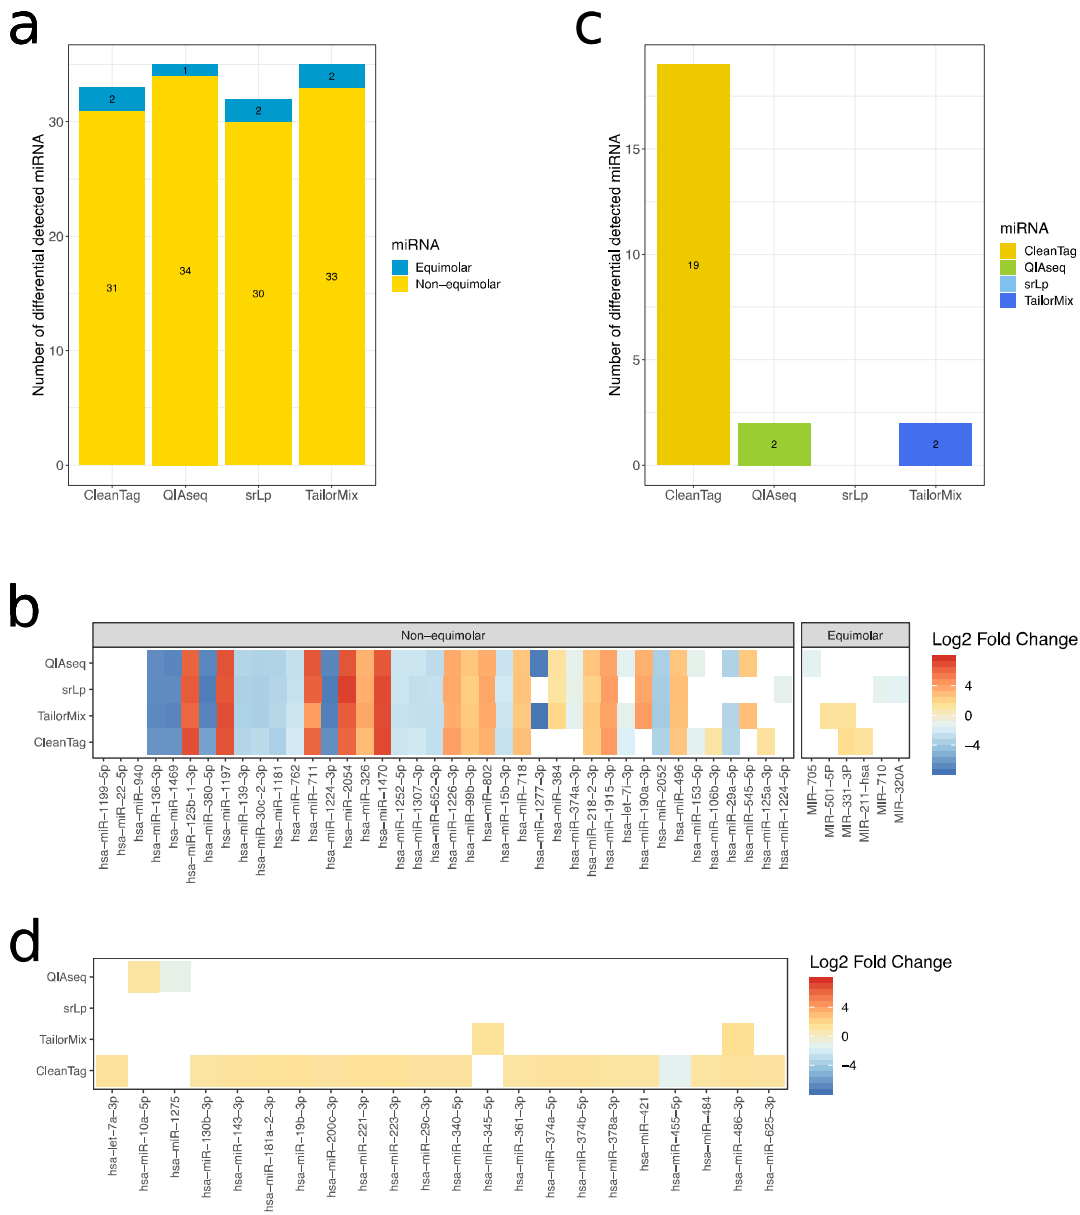 a
Number of differential detected miRNA
0
10
20
30
2
31
1
34
2
30
2
33
CleanTag
QIAseq
srLp
TailorMix
miRNA
Equimolar
Non−equimolar
c
Number of differential detected miRNA
0
5
10
15
19
2
2
CleanTag
QIAseq
srLp
TailorMix
miRNA
CleanTag
QIAseq
srLp
TailorMix
b
Non−equimolar
Equimolar
QIAseq
srLp
TailorMix
CleanTag
hsa−miR−1199−5p
hsa−miR−22−5p
hsa−miR−940
hsa−miR−136−3p
hsa−miR−1469
hsa−miR−125b−1−3p
hsa−miR−380−5p
hsa−miR−1197
hsa−miR−139−3p
hsa−miR−30c−2−3p
hsa−miR−1181
hsa−miR−762
hsa−miR−711
hsa−miR−1224−3p
hsa−miR−2054
hsa−miR−326
hsa−miR−1470
hsa−miR−1252−5p
hsa−miR−1307−3p
hsa−miR−652−3p
hsa−miR−1226−3p
hsa−miR−99b−3p
hsa−miR−802
hsa−miR−15b−3p
hsa−miR−718
hsa−miR−1277−3p
hsa−miR−384
hsa−miR−374a−3p
hsa−miR−218−2−3p
hsa−miR−1915−3p
hsa−let−7i−3p
hsa−miR−190a−3p
hsa−miR−2052
hsa−miR−496
hsa−miR−153−5p
hsa−miR−106b−3p
hsa−miR−29a−5p
hsa−miR−545−5p
hsa−miR−125a−3p
hsa−miR−1224−5p
MIR−705
MIR−501−5P
MIR−331−3P
MIR−211−hsa
MIR−710
MIR−320A
Log2 Fold Change
4
0
−4
d
QIAseq
srLp
TailorMix
CleanTag
hsa−let−7a−3p
hsa−miR−10a−5p
hsa−miR−1275
hsa−miR−130b−3p
hsa−miR−143−3p
hsa−miR−181a−2−3p
hsa−miR−19b−3p
hsa−miR−200c−3p
hsa−miR−221−3p
hsa−miR−223−3p
hsa−miR−29c−3p
hsa−miR−340−5p
hsa−miR−345−5p
hsa−miR−361−3p
hsa−miR−374a−5p
hsa−miR−374b−5p
hsa−miR−378a−3p
hsa−miR−421
hsa−miR−455−5p
hsa−miR−484
hsa−miR−486−3p
hsa−miR−625−3p
Log2 Fold Change
4
0
−4